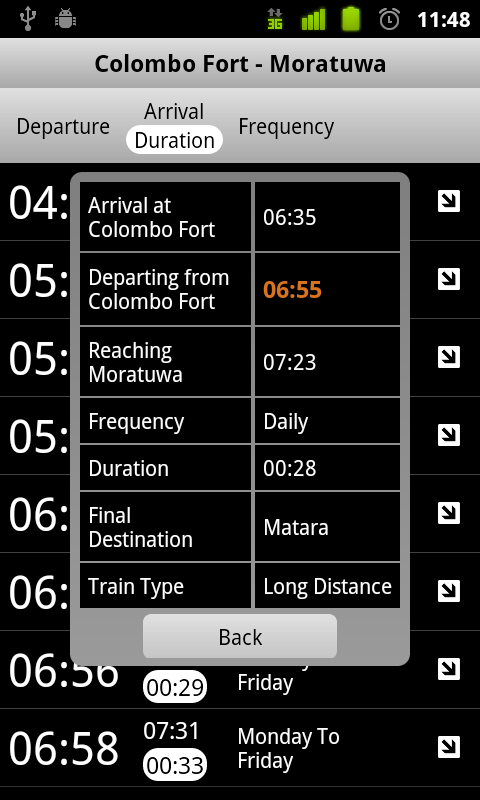 3G 11:48
Colombo Fort - Moratuwa
Departure
Arrival
Duration
Frequency
04:
05:
05:
05:
06:
06:
Arrival at
Colombo Fort
06:35
Departing from
Colombo Fort
06:55
Reaching
Moratuwa
07:23
Frequency
Daily
Duration
00:28
Final
Destination
Matara
Train Type
Long Distance
Back
06:56
00:29
Friday
06:58
07:31
00:33
Monday To
Friday